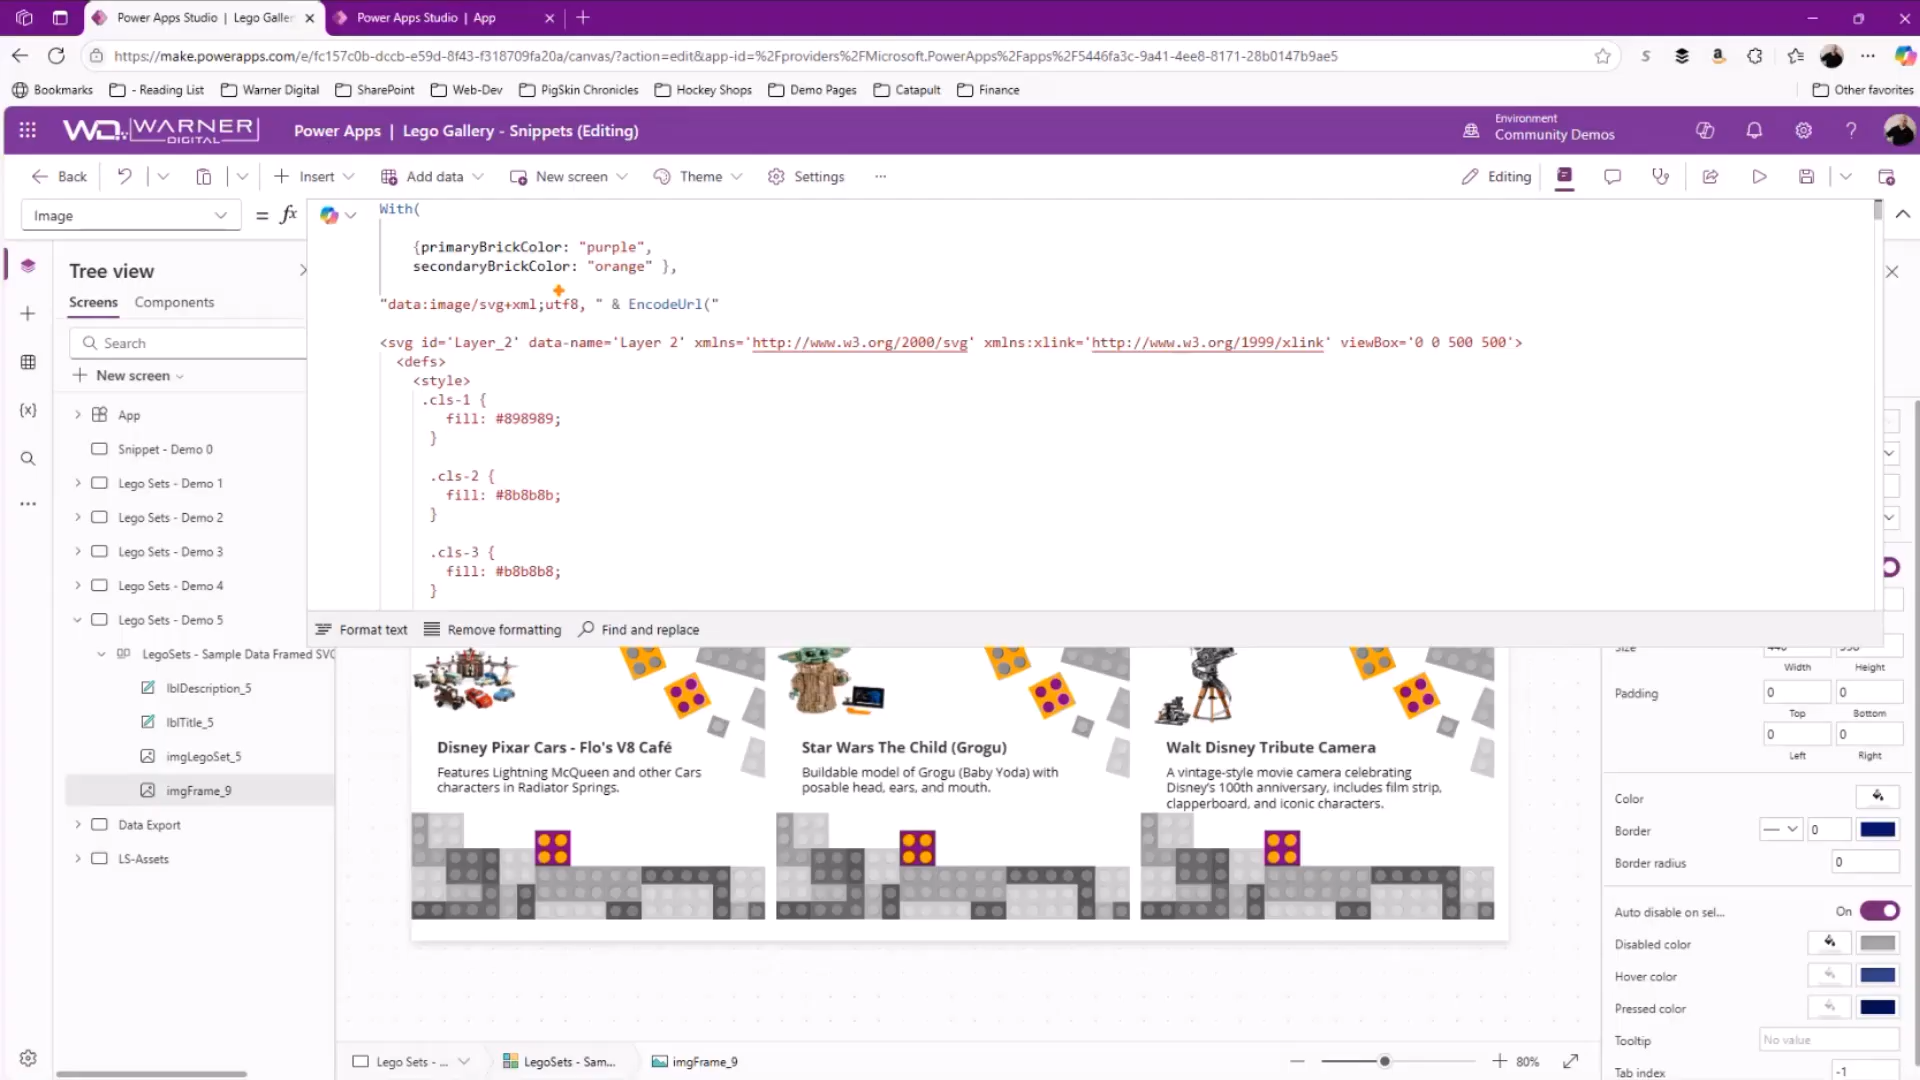 Power Apps Studio | Lego Galler
Power Apps Studio | App
https://make.powerapps.com/e/fc157c0b-dccb-e59d-8f43-f318709fa20a/canvas/?action=edit&app-id=%2Fproviders%2FMicrosoft.PowerApps%2Fapps%2F5446fa3c-9a41-4ee8-8171-28b0147b9ae5
Bookmarks
- Reading List
Warner Digital
SharePoint
Web-Dev
PigSkin Chronicles
Hockey Shops
Demo Pages
Catapult
Finance
Other favorites
WD. WARNER DIGITAL
Power Apps | Lego Gallery - Snippets (Editing)
Environment
Community Demos
Back
Insert
Add data
New screen
Theme
Settings
Editing
Image
= fx
With(
{primaryBrickColor: "purple",
secondaryBrickColor: "orange" },
"data:image/svg+xml;utf8, " & EncodeUrl("
<svg id='Layer_2' data-name='Layer 2' xmlns='http://www.w3.org/2000/svg' xmlns:xlink='http://www.w3.org/1999/xlink' viewBox='0 0 500 500'>
<defs>
<style>
.cls-1 {
fill: #898989;
}
.cls-2 {
fill: #8b8b8b;
}
.cls-3 {
fill: #b8b8b8;
}
Format text
Remove formatting
Find and replace
Tree view
Screens
Components
Search
New screen
App
Snippet - Demo 0
Lego Sets - Demo 1
Lego Sets - Demo 2
Lego Sets - Demo 3
Lego Sets - Demo 4
Lego Sets - Demo 5
LegoSets - Sample Data Framed SVG
lblDescription_5
lblTitle_5
imgLegoSet_5
imgFrame_9
Data Export
LS-Assets
Disney Pixar Cars - Flo's V8 Café
Features Lightning McQueen and other Cars
characters in Radiator Springs.
Star Wars The Child (Grogu)
Buildable model of Grogu (Baby Yoda) with
posable head, ears, and mouth.
Walt Disney Tribute Camera
A vintage-style movie camera celebrating
Disney's 100th anniversary, includes film strip,
clapperboard, and iconic characters.
Size
Width
Height
Padding
0
0
Top
Bottom
0
0
Left
Right
Color
Border
0
Border radius
0
Auto disable on sel...
On
Disabled color
Hover color
Pressed color
Tooltip
No value
Tab index
-1
Lego Sets - ...
LegoSets - Sam...
imgFrame_9
80%